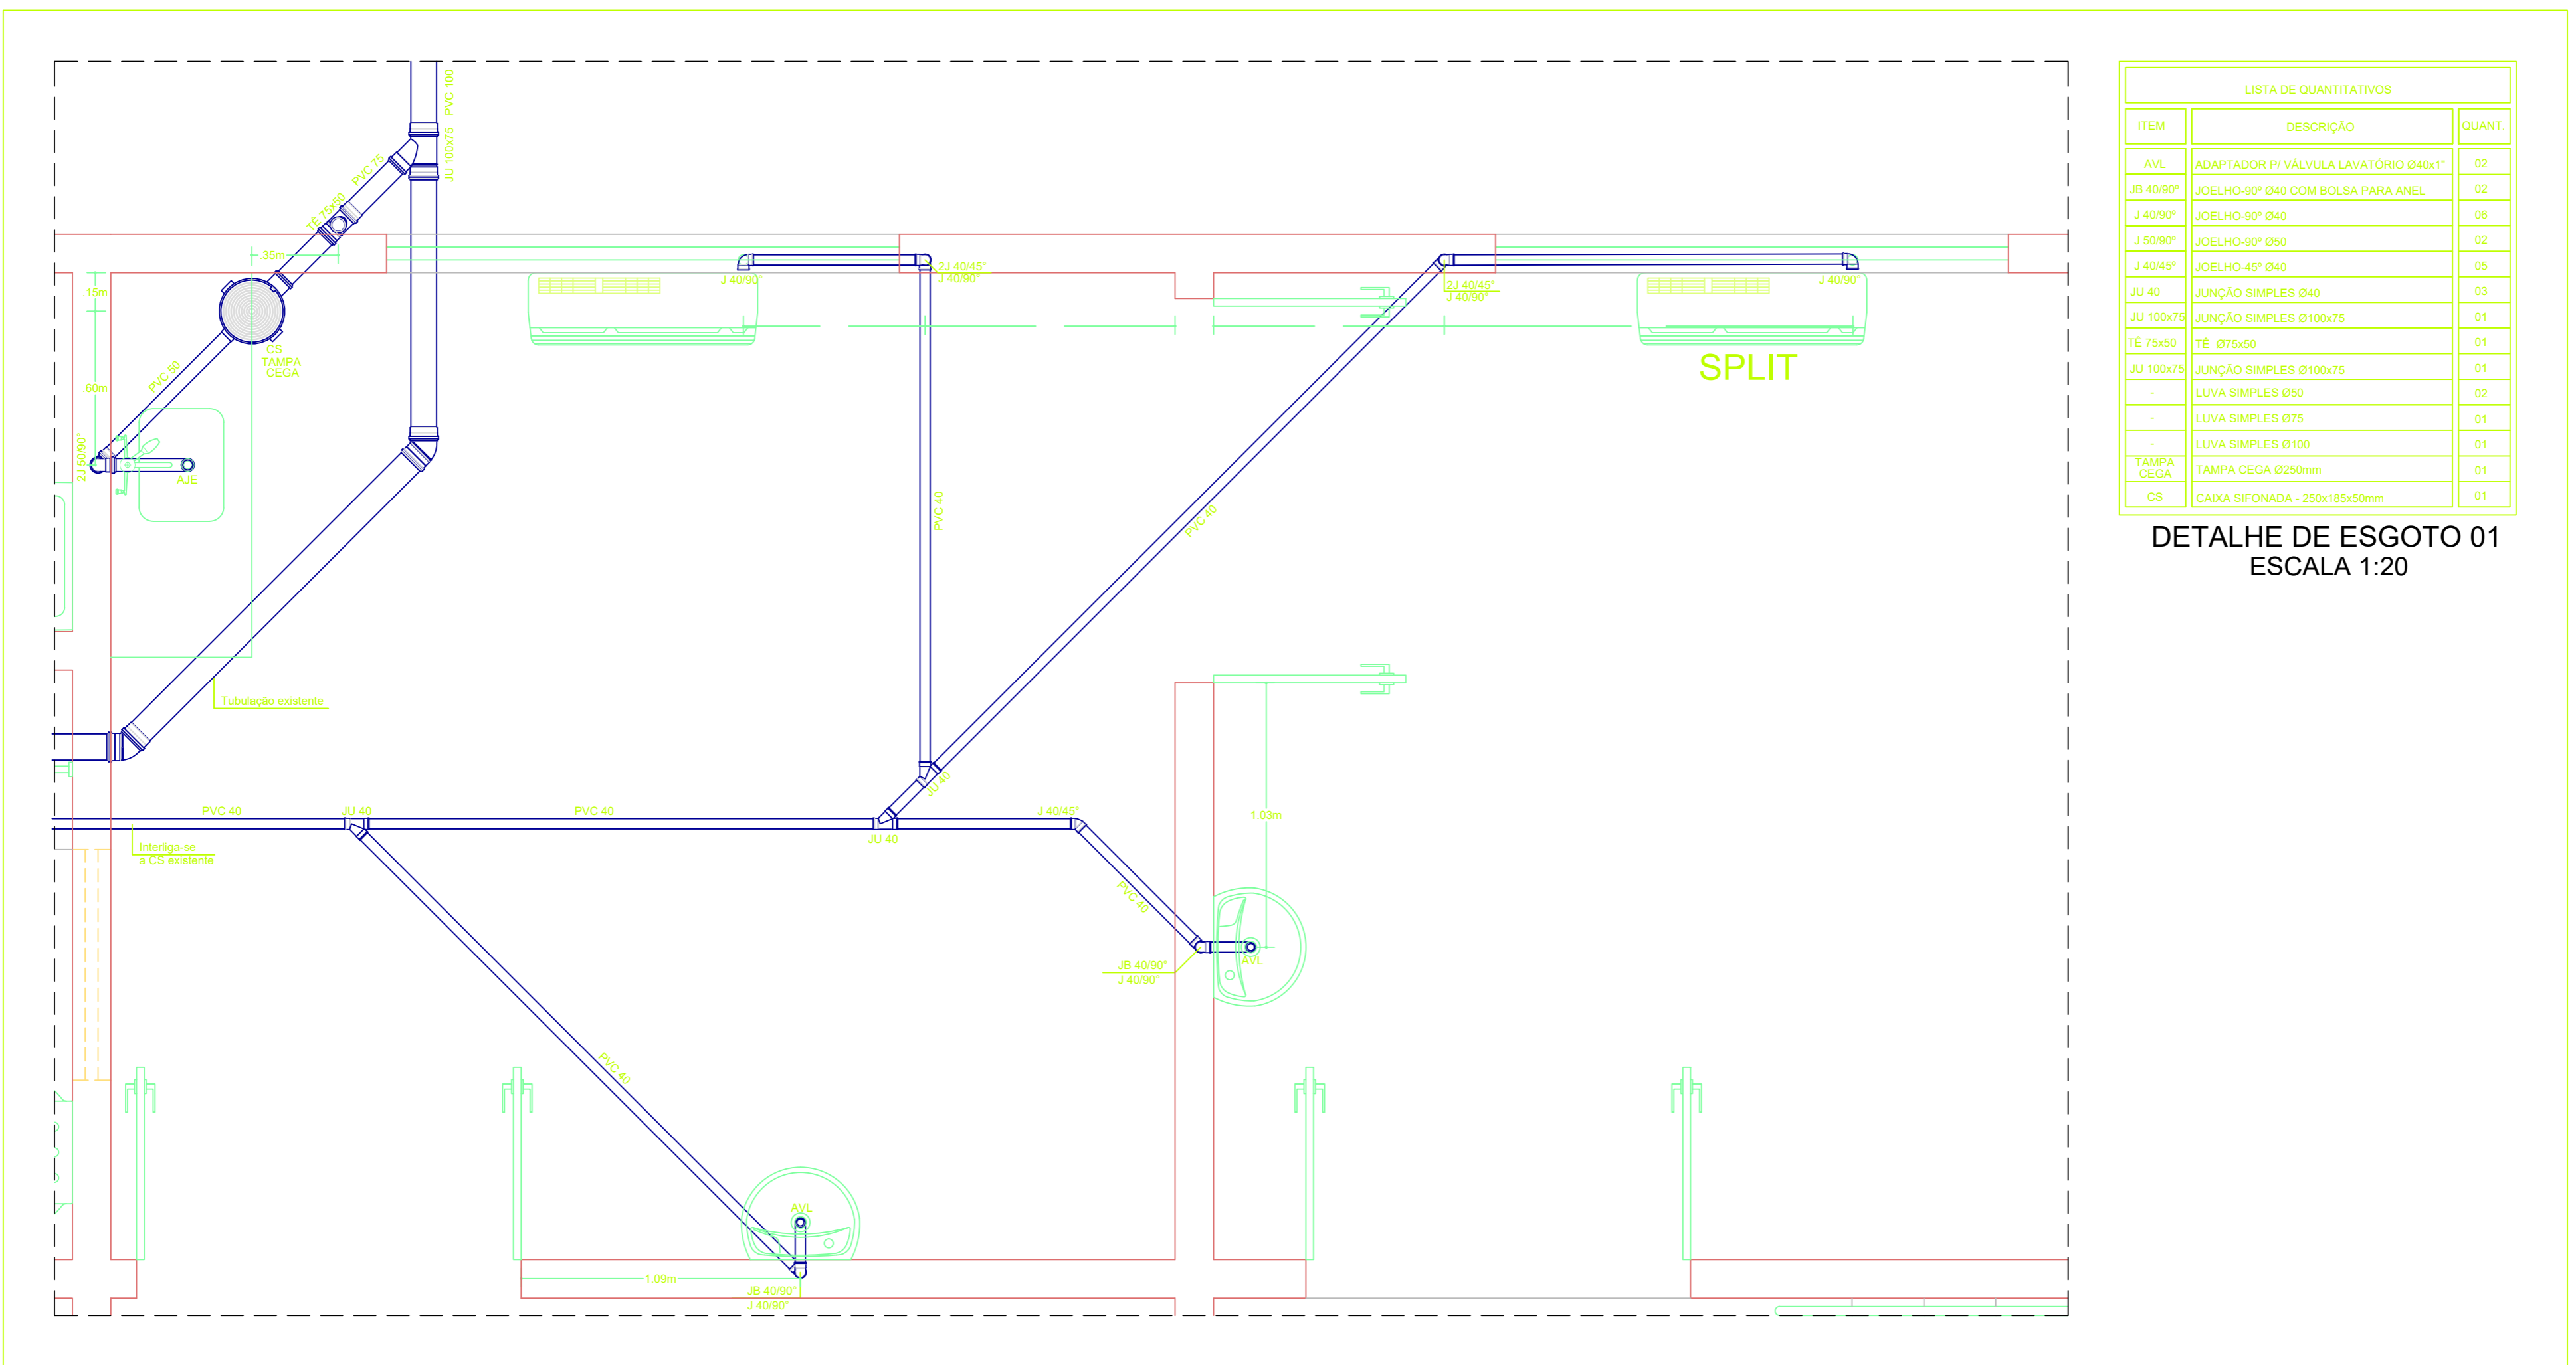 PVC 100
JU 100x75
PVC 75
TÊ 75x50
.35m
.15m
CS
TAMPA
CEGA
PVC 50
.60m
2J 50/90°
AJE
J 40/90°
2J 40/45°
J 40/90°
2J 40/45°
J 40/90°
J 40/90°
SPLIT
PVC 40
PVC 40
Tubulação existente
JU 40
PVC 40
JU 40
PVC 40
JU 40
J 40/45°
1.03m
Interliga-se
a CS existente
PVC 40
AVL
JB 40/90°
J 40/90°
PVC 40
AVL
1.09m
JB 40/90°
J 40/90°
LISTA DE QUANTITATIVOS
ITEM DESCRIÇÃO QUANT.
AVL ADAPTADOR P/ VÁLVULA LAVATÓRIO Ø40x1" 02
JB 40/90º JOELHO-90º Ø40 COM BOLSA PARA ANEL 02
J 40/90º JOELHO-90º Ø40 06
J 50/90º JOELHO-90º Ø50 02
J 40/45º JOELHO-45º Ø40 05
JU 40 JUNÇÃO SIMPLES Ø40 03
JU 100x75 JUNÇÃO SIMPLES Ø100x75 01
TÊ 75x50 TÊ Ø75x50 01
JU 100x75 JUNÇÃO SIMPLES Ø100x75 01
- LUVA SIMPLES Ø50 02
- LUVA SIMPLES Ø75 01
- LUVA SIMPLES Ø100 01
TAMPA CEGA TAMPA CEGA Ø250mm 01
CS CAIXA SIFONADA - 250x185x50mm 01
DETALHE DE ESGOTO 01
ESCALA 1:20